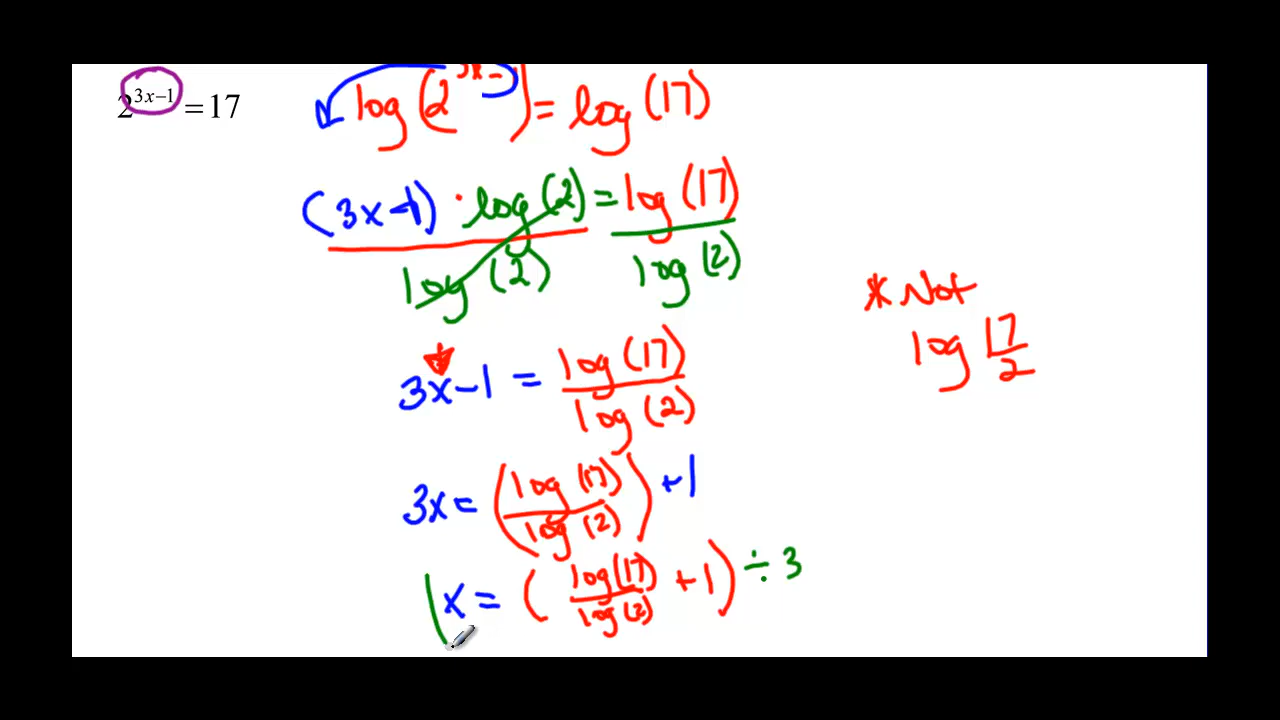 2^(3x−1) = 17
log(2^(3x−1)) = log(17)
(3x−1) · log(2) = log(17)
log(2) log(2)
* Not
log 17/2
3x−1 = log(17)/log(2)
3x = (log(17)/log(2)) + 1
x = (log(17)/log(2) + 1) ÷ 3